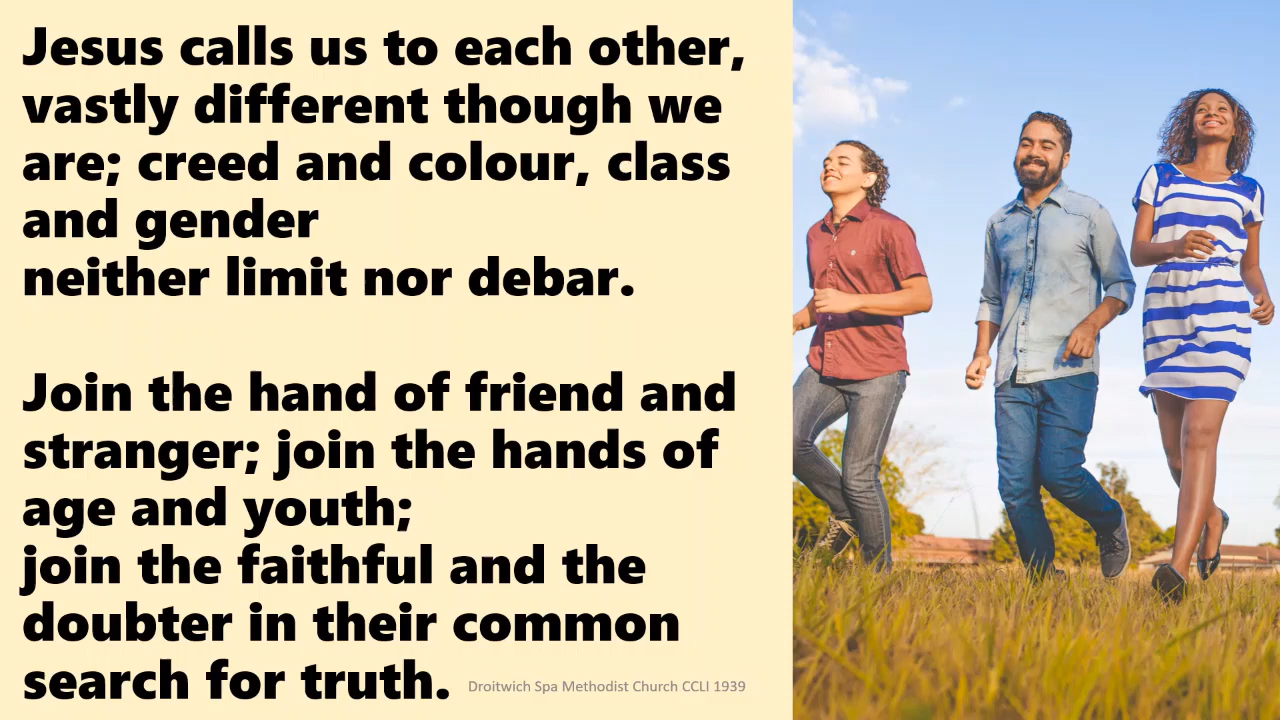 Jesus calls us to each other,
vastly different though we
are; creed and colour, class
and gender
neither limit nor debar.
Join the hand of friend and
stranger; join the hands of
age and youth;
join the faithful and the
doubter in their common
search for truth.
Droitwich Spa Methodist Church CCLI 1939